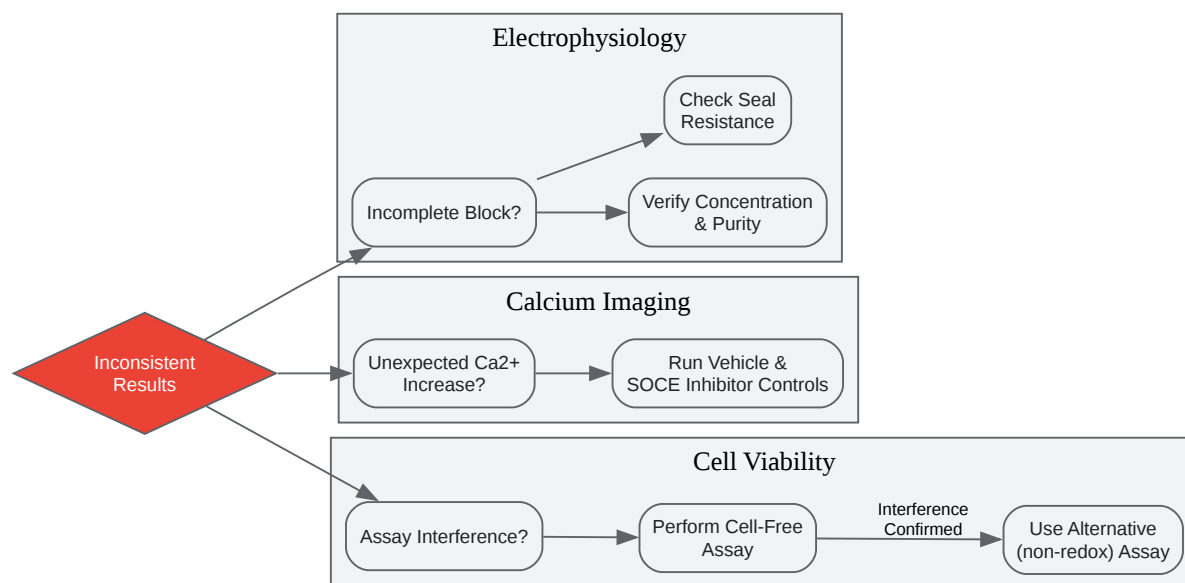 Electrophysiology
Check Seal
Resistance
Incomplete Block?
Verify Concentration
& Purity
Calcium Imaging
Inconsistent
Results
Unexpected Ca2+
Increase?
Run Vehicle &
SOCE Inhibitor Controls
Cell Viability
Assay Interference?
Perform Cell-Free
Assay
Interference
Confirmed
Use Alternative
(non-redox) Assay